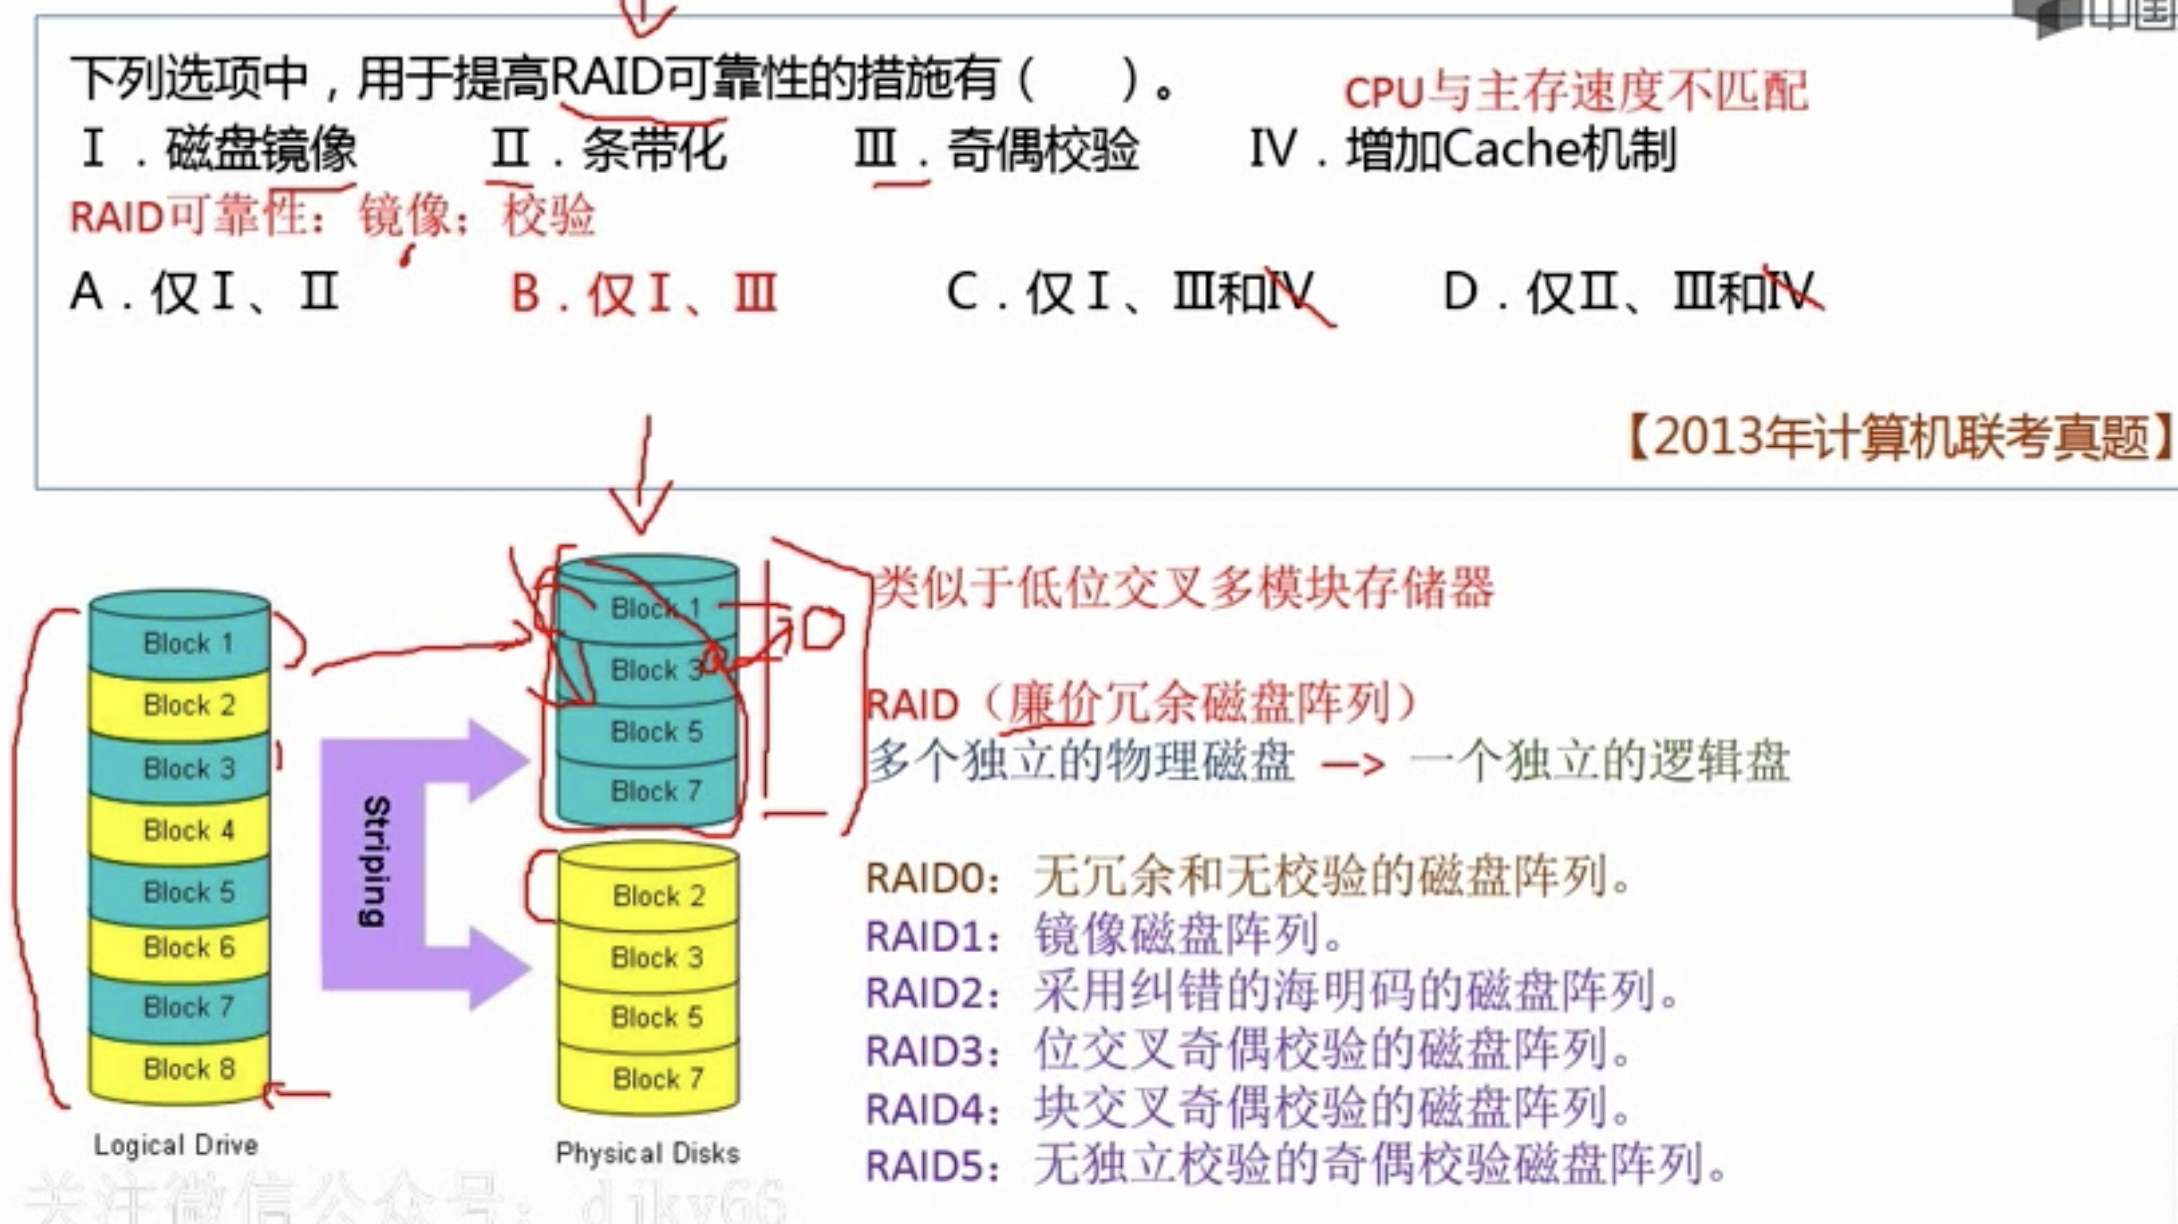 中国
下列选项中，用于提高RAID可靠性的措施有（ ）。
CPU与主存速度不匹配
Ⅰ．磁盘镜像 Ⅱ．条带化 Ⅲ．奇偶校验 Ⅳ．增加Cache机制
RAID可靠性：镜像；校验
A．仅Ⅰ、Ⅱ B．仅Ⅰ、Ⅲ C．仅Ⅰ、Ⅲ和Ⅳ D．仅Ⅱ、Ⅲ和Ⅳ
【2013年计算机联考真题】
Block 1
Block 2
Block 3
Block 4
Block 5
Block 6
Block 7
Block 8
Logical Drive
Striping
Block 1
Block 3
Block 5
Block 7
Block 2
Block 3
Block 5
Block 7
Physical Disks
类似于低位交叉多模块存储器
RAID（廉价冗余磁盘阵列）
多个独立的物理磁盘 —> 一个独立的逻辑盘
RAID0：无冗余和无校验的磁盘阵列。
RAID1：镜像磁盘阵列。
RAID2：采用纠错的海明码的磁盘阵列。
RAID3：位交叉奇偶校验的磁盘阵列。
RAID4：块交叉奇偶校验的磁盘阵列。
RAID5：无独立校验的奇偶校验磁盘阵列。
关注微信公众号：djky66